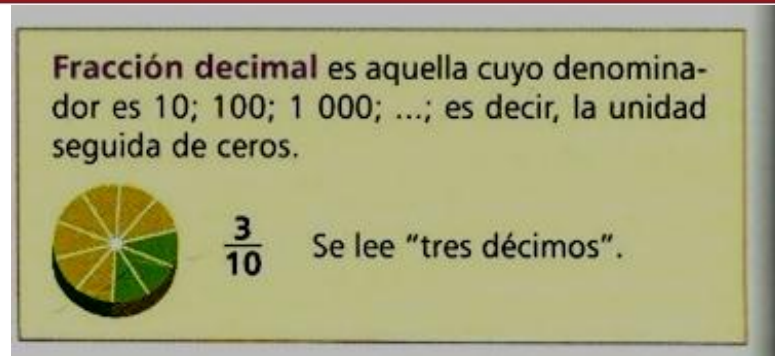 Fracción decimal es aquella cuyo denomina-
dor es 10; 100; 1 000; ...; es decir, la unidad
seguida de ceros.
3/10 Se lee "tres décimos".